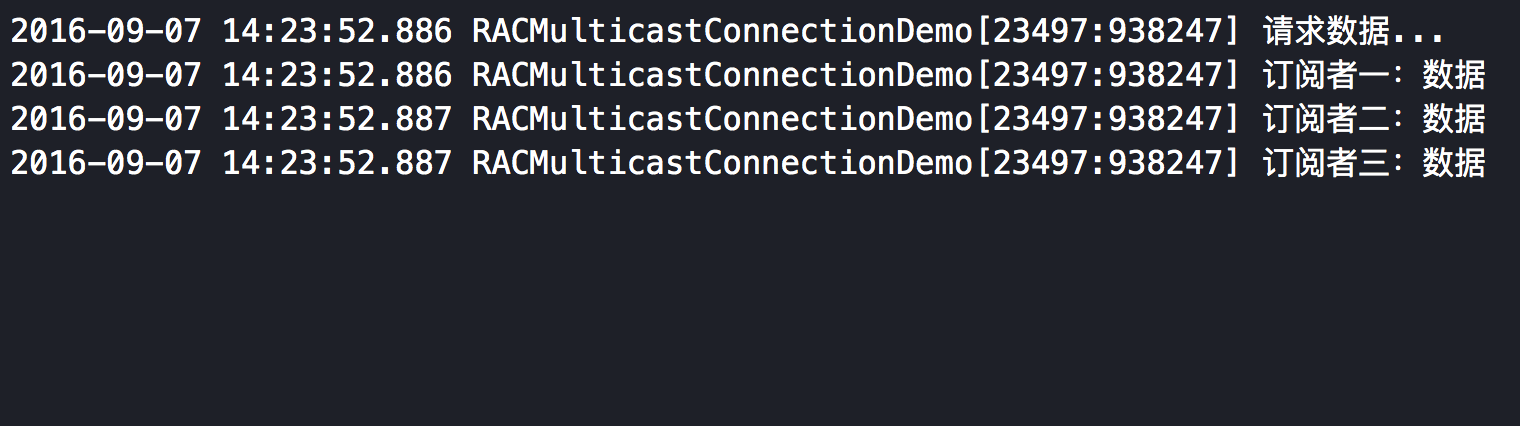 2016-09-07 14:23:52.886 RACMulticastConnectionDemo[23497:938247] 请求数据...
2016-09-07 14:23:52.886 RACMulticastConnectionDemo[23497:938247] 订阅者一：数据
2016-09-07 14:23:52.887 RACMulticastConnectionDemo[23497:938247] 订阅者二：数据
2016-09-07 14:23:52.887 RACMulticastConnectionDemo[23497:938247] 订阅者三：数据